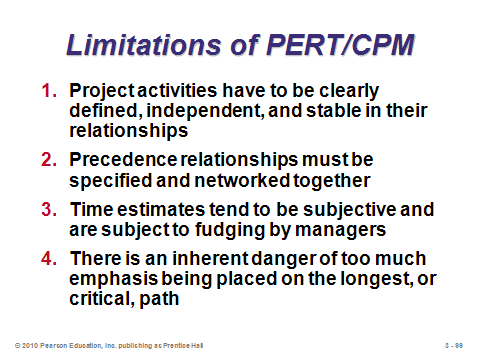 Limitations of PERT/CPM
1. Project activities have to be clearly
defined, independent, and stable in their
relationships
2. Precedence relationships must be
specified and networked together
3. Time estimates tend to be subjective and
are subject to fudging by managers
4. There is an inherent danger of too much
emphasis being placed on the longest, or
critical, path
© 2010 Pearson Education, Inc. publishing as Prentice Hall
3 - 99